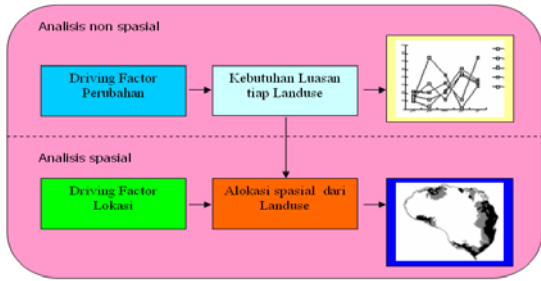 Analisis non spasial
Driving Factor
Perubahan
Kebutuhan Luasan
tiap Landuse
Analisis spasial
Driving Factor
Lokasi
Alokasi spasial dari
Landuse